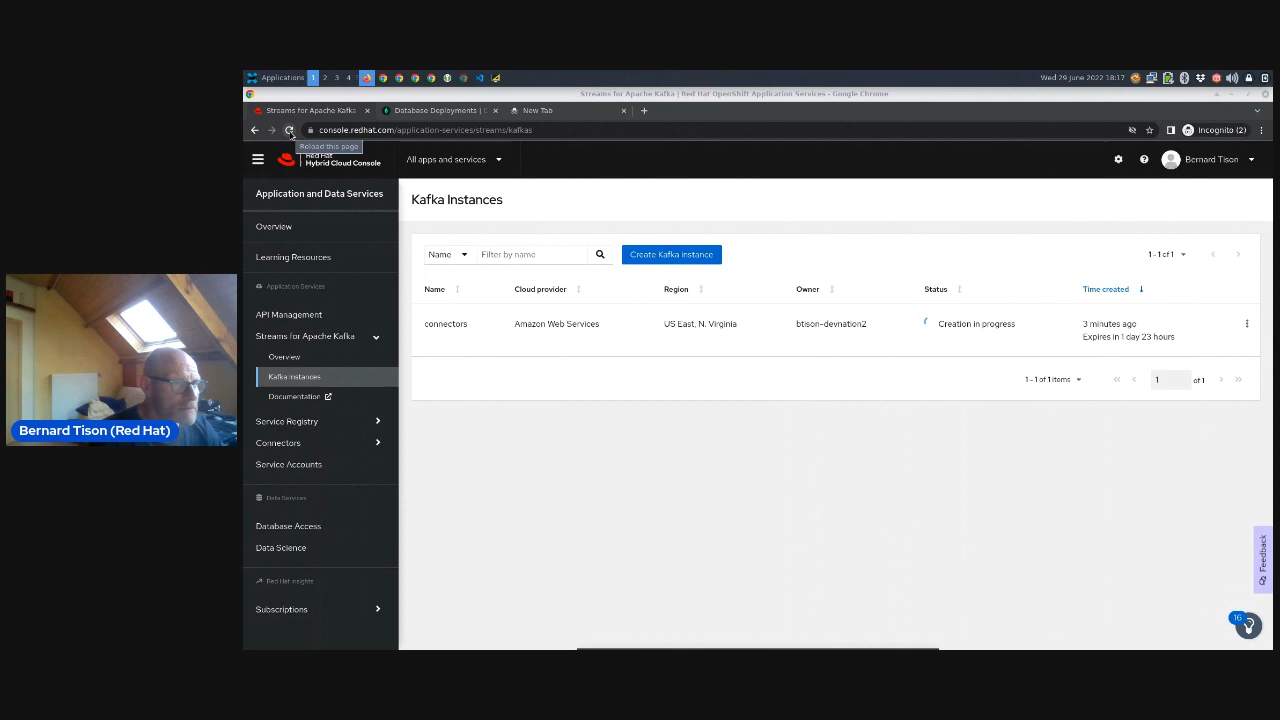 Applications 1 2 3 4
Wed 29 June 2022 18:17
Streams for Apache Kafka | Red Hat OpenShift Application Services - Google Chrome
Streams for Apache Kafka
Database Deployments | C
New Tab
console.redhat.com/application-services/streams/kafkas
Incognito (2)
Reload this page
Red Hat
Hybrid Cloud Console
All apps and services
Bernard Tison
Application and Data Services
Overview
Learning Resources
Application Services
API Management
Streams for Apache Kafka
Overview
Kafka Instances
Documentation
Service Registry
Connectors
Service Accounts
Data Services
Database Access
Data Science
Red Hat Insights
Subscriptions
Kafka Instances
Name
Filter by name
Create Kafka instance
1 - 1 of 1
Name
Cloud provider
Region
Owner
Status
Time created
connectors
Amazon Web Services
US East, N. Virginia
btison-devnation2
Creation in progress
3 minutes ago
Expires in 1 day 23 hours
1 - 1 of 1 items
1
of 1
Feedback
16
Bernard Tison (Red Hat)